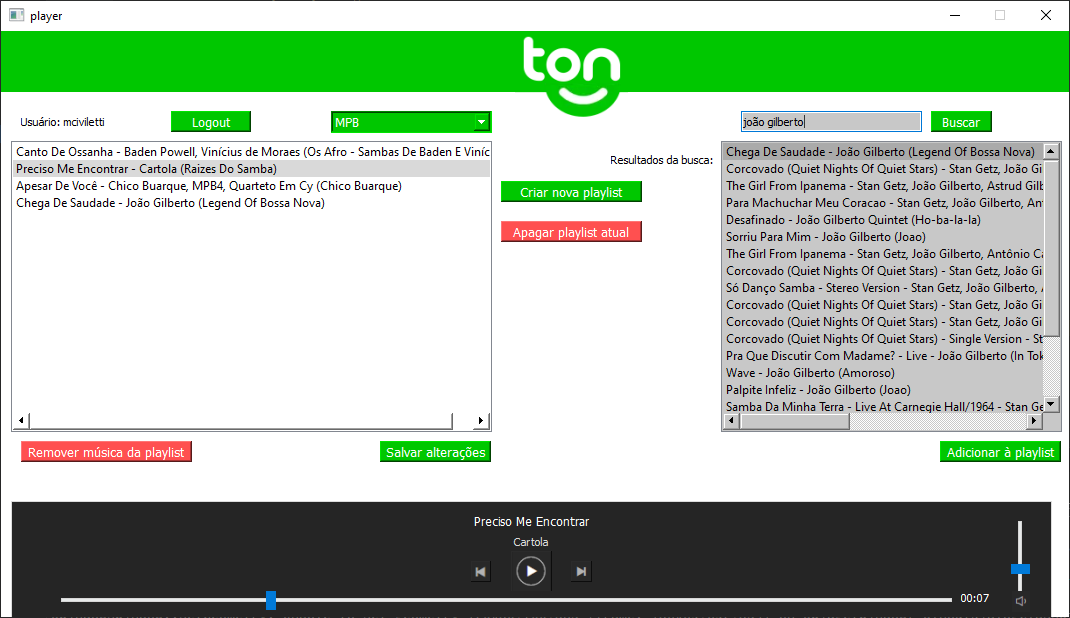 player
ton
Usuário: mciviletti
Logout
MPB
joão gilberto
Buscar
Canto De Ossanha - Baden Powell, Vinícius de Moraes (Os Afro - Sambas De Baden E Viníc
Preciso Me Encontrar - Cartola (Raizes Do Samba)
Apesar De Você - Chico Buarque, MPB4, Quarteto Em Cy (Chico Buarque)
Chega De Saudade - João Gilberto (Legend Of Bossa Nova)
Criar nova playlist
Apagar playlist atual
Resultados da busca:
Chega De Saudade - João Gilberto (Legend Of Bossa Nova)
Corcovado (Quiet Nights Of Quiet Stars) - Stan Getz, João Gi
The Girl From Ipanema - Stan Getz, João Gilberto, Astrud Gilb
Para Machuchar Meu Coracao - Stan Getz, João Gilberto, An
Desafinado - João Gilberto Quintet (Ho-ba-la-la)
Sorriu Para Mim - João Gilberto (Joao)
The Girl From Ipanema - Stan Getz, João Gilberto, Antônio Ca
Corcovado (Quiet Nights Of Quiet Stars) - Stan Getz, João Gi
Só Danço Samba - Stereo Version - Stan Getz, João Gilberto,
Corcovado (Quiet Nights Of Quiet Stars) - Stan Getz, João Gi
Corcovado (Quiet Nights Of Quiet Stars) - Stan Getz, João Gi
Corcovado (Quiet Nights Of Quiet Stars) - Single Version - St
Pra Que Discutir Com Madame? - Live - João Gilberto (In Tok
Wave - João Gilberto (Amoroso)
Palpite Infeliz - João Gilberto (Joao)
Samba Da Minha Terra - Live At Carnegie Hall/1964 - Stan Ge
Remover música da playlist
Salvar alterações
Adicionar à playlist
Preciso Me Encontrar
Cartola
00:07